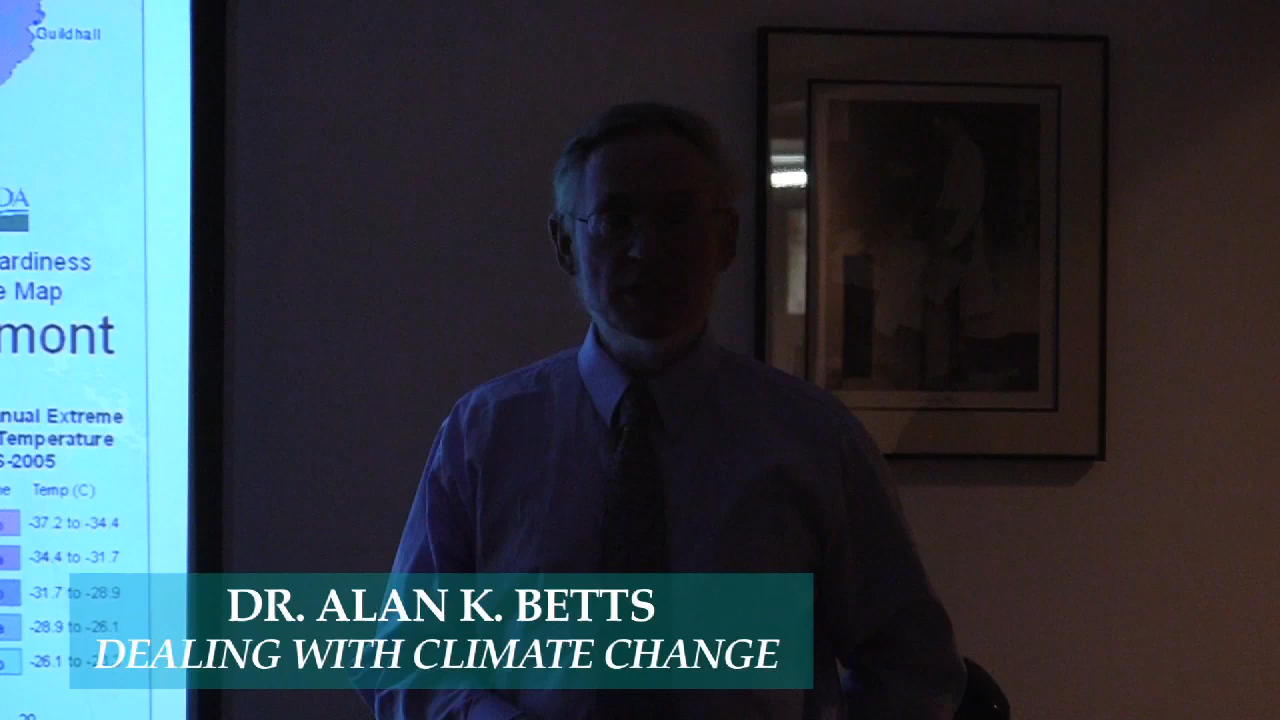 Guildhall
DA
ardiness
e Map
mont
nual Extreme
Temperature
-2005
ne Temp (C)
-37.2 to -34.4
-34.4 to -31.7
-31.7 to -28.9
-28.9 to -26.1
-26.1 to
DR. ALAN K. BETTS
DEALING WITH CLIMATE CHANGE